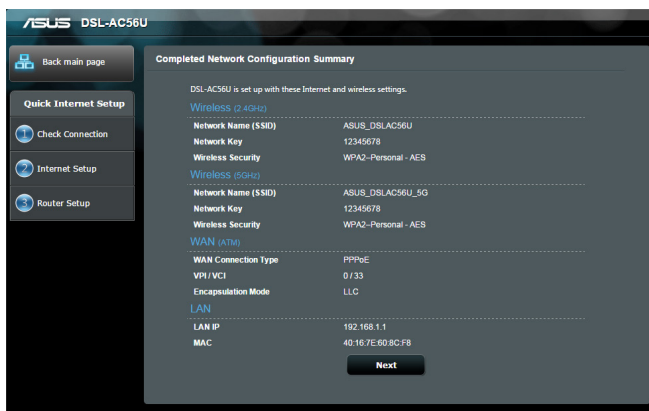 ASUS DSL-AC56U
Back main page
Quick Internet Setup
1 Check Connection
2 Internet Setup
3 Router Setup
Completed Network Configuration Summary
DSL-AC56U is set up with these Internet and wireless settings.
Wireless (2.4GHz)
Network Name (SSID) ASUS_DSLAC56U
Network Key 12345678
Wireless Security WPA2-Personal - AES
Wireless (5GHz)
Network Name (SSID) ASUS_DSLAC56U_5G
Network Key 12345678
Wireless Security WPA2-Personal - AES
WAN (ATM)
WAN Connection Type PPPoE
VPI / VCI 0 / 33
Encapsulation Mode LLC
LAN
LAN IP 192.168.1.1
MAC 40:16:7E:60:8C:F8
Next